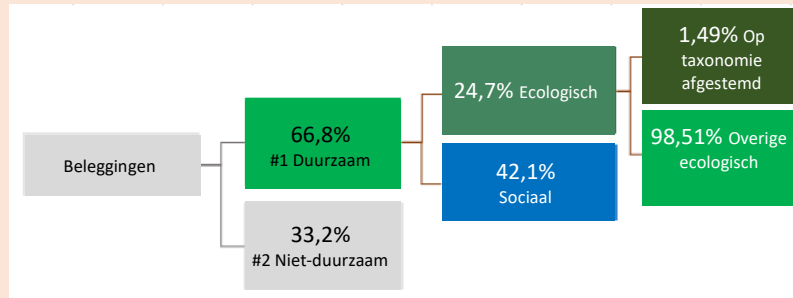 Beleggingen
66,8%
#1 Duurzaam
33,2%
#2 Niet-duurzaam
24,7% Ecologisch
42,1%
Sociaal
1,49% Op
taxonomie
afgestemd
98,51% Overige
ecologisch